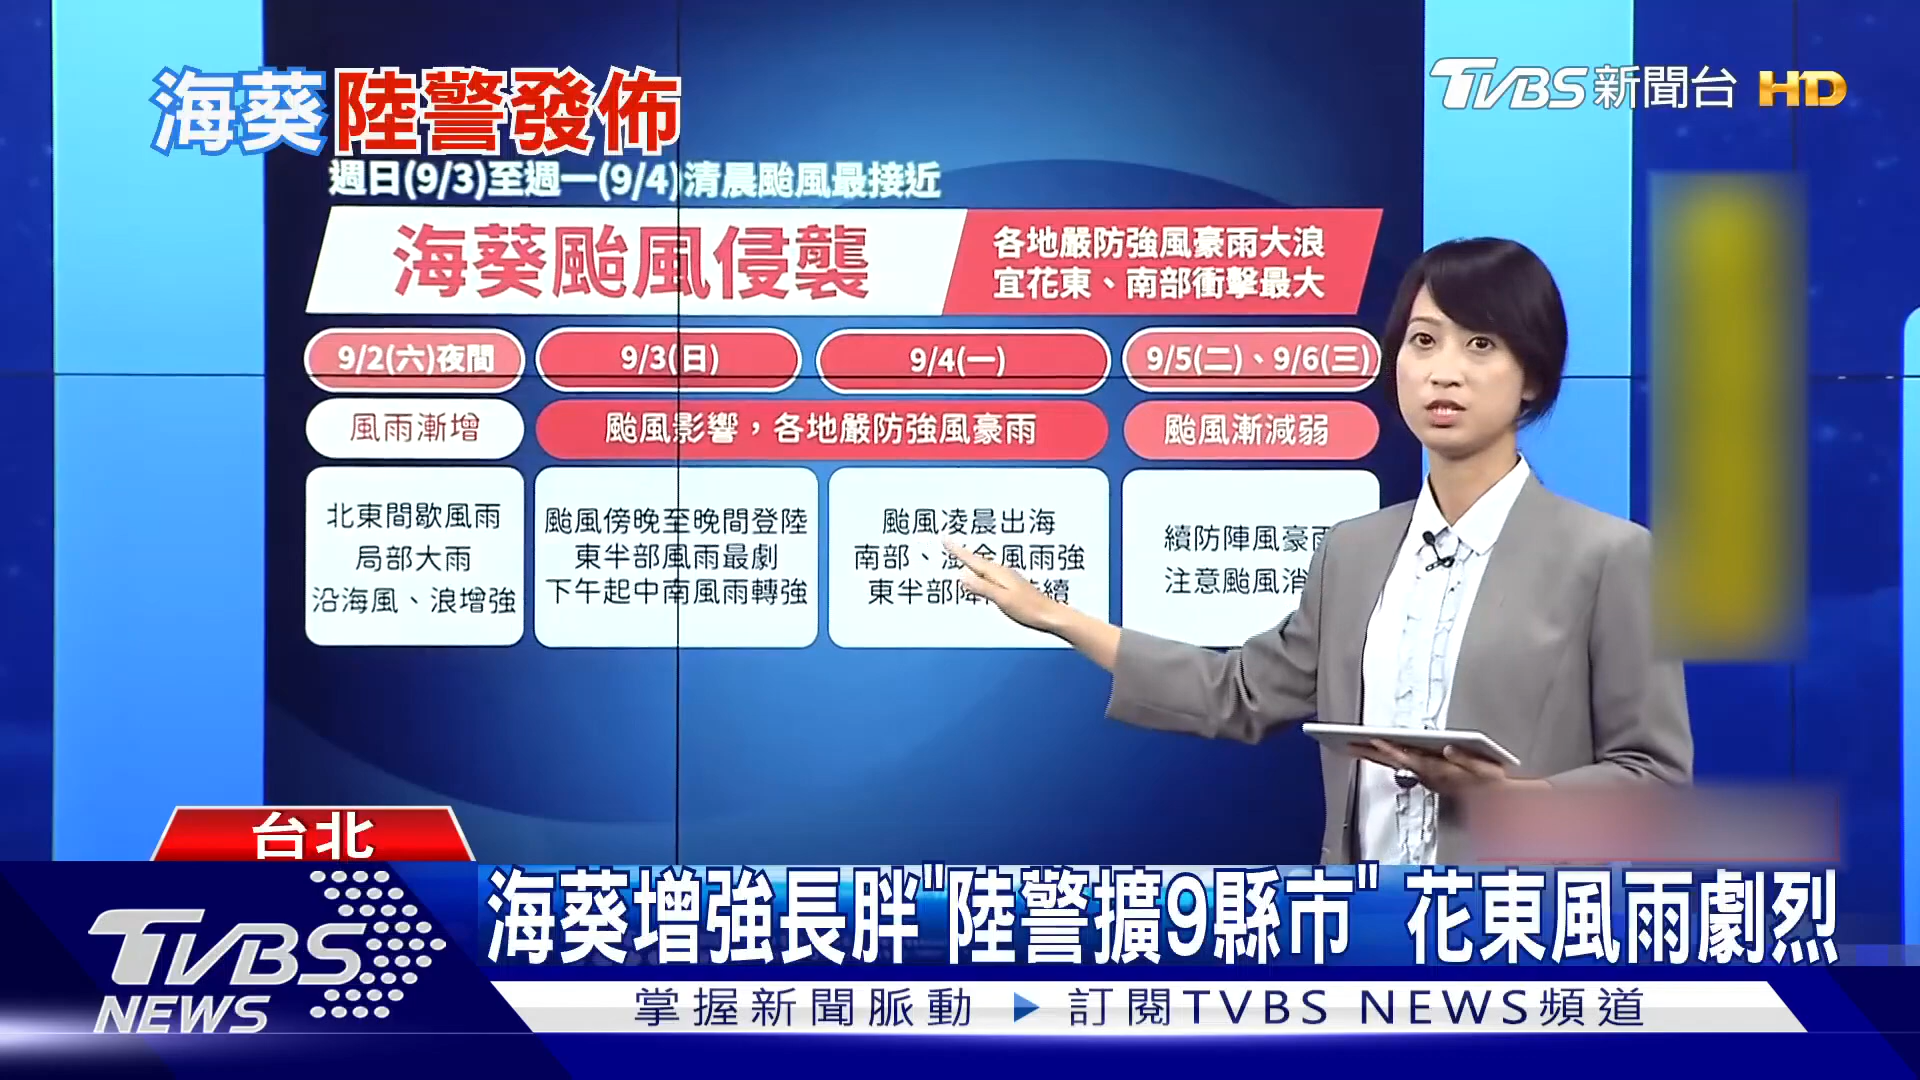 海葵陸警發佈
TVBS新聞台 HD
週日(9/3)至週一(9/4)清晨颱風最接近
海葵颱風侵襲
各地嚴防強風豪雨大浪
宜花東、南部衝擊最大
9/2(六)夜間
9/3(日)
9/4(一)
9/5(二)、9/6(三)
風雨漸增
颱風影響，各地嚴防強風豪雨
颱風漸減弱
北東間歇風雨
局部大雨
沿海風、浪增強
颱風傍晚至晚間登陸
東半部風雨最劇
下午起中南風雨轉強
颱風凌晨出海
南部、澎金風雨強
東半部降 續
續防陣風豪雨
注意颱風消
台北
海葵增強長胖"陸警擴9縣市" 花東風雨劇烈
TVBS
NEWS
掌握新聞脈動 ▶ 訂閱TVBS NEWS頻道